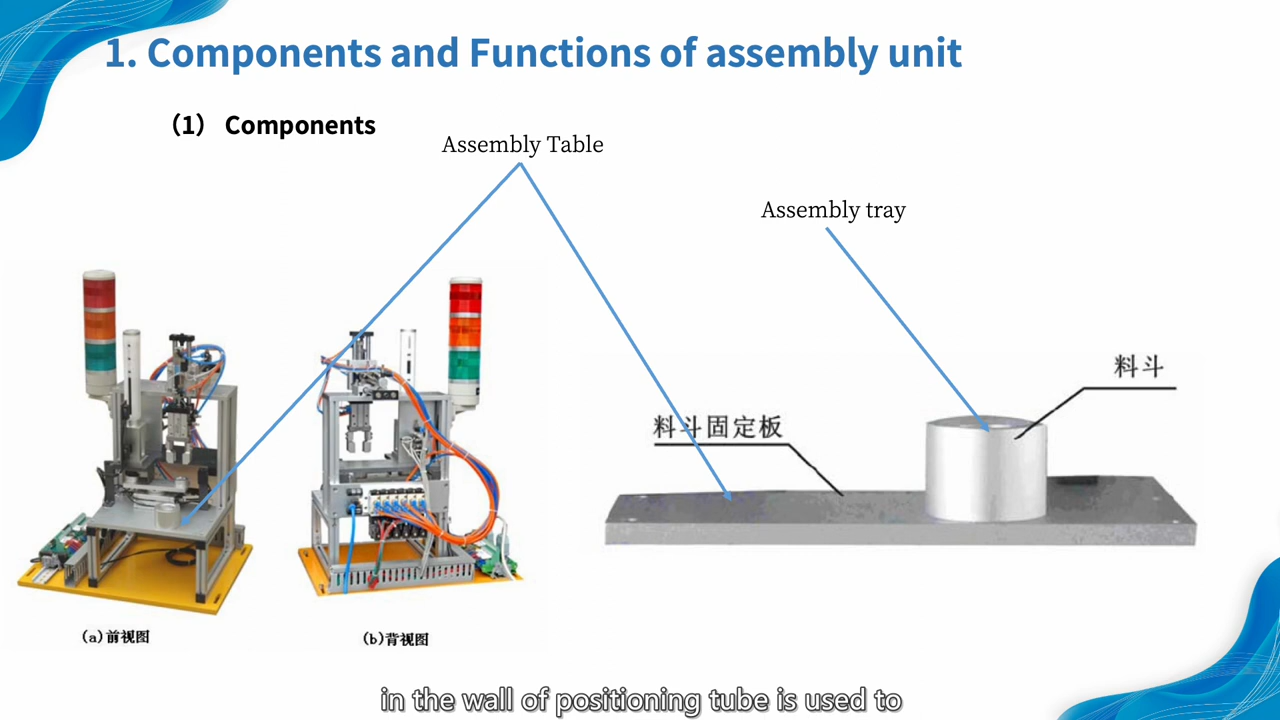 1. Components and Functions of assembly unit
（1） Components
Assembly Table
Assembly tray
料斗
料斗固定板
(a)前视图
(b)背视图
in the wall of positioning tube is used to